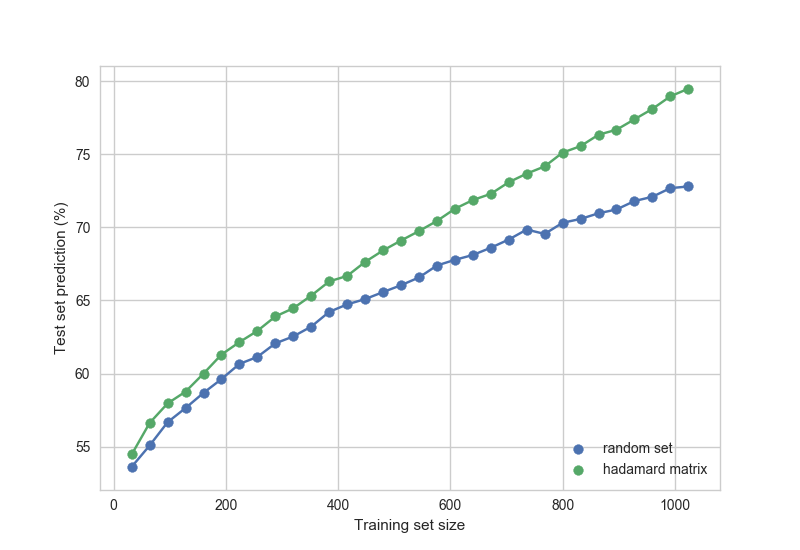 80
75
70
65
60
55
Test set prediction (%)
random set
hadamard matrix
0 200 400 600 800 1000
Training set size